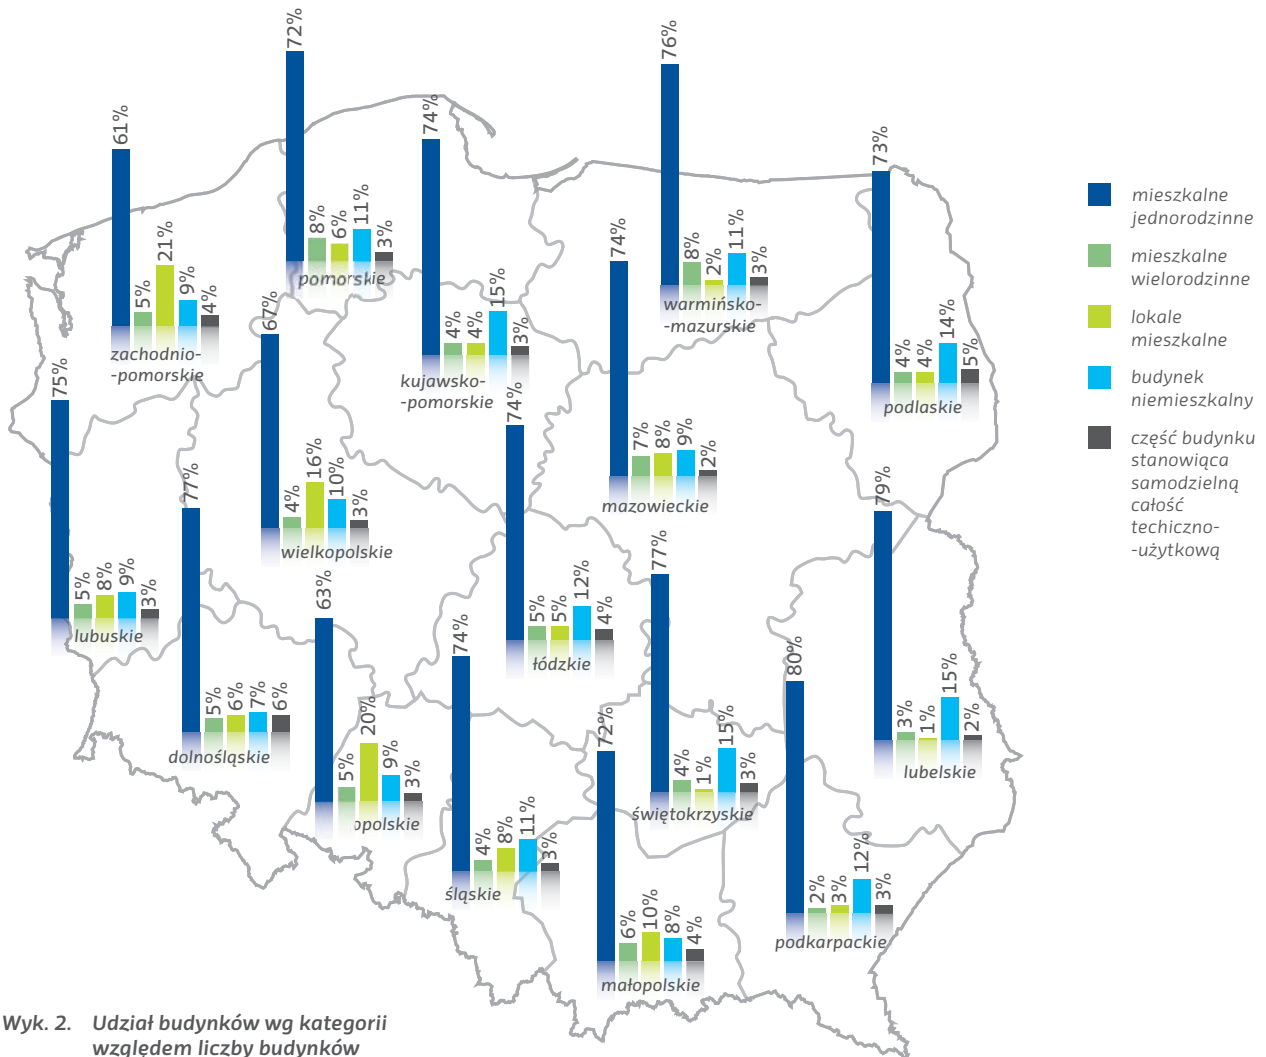 72%
8%
6%
11%
3%
pomorskie
76%
8%
2%
11%
3%
warmińsko-
-mazurskie
61%
5%
21%
9%
4%
zachodnio-
-pomorskie
74%
4%
4%
15%
3%
kujawsko-
-pomorskie
73%
4%
4%
14%
5%
podlaskie
74%
7%
8%
9%
2%
mazowieckie
67%
4%
16%
10%
3%
wielkopolskie
75%
5%
8%
9%
3%
lubuskie
74%
5%
5%
12%
4%
łódzkie
77%
5%
6%
7%
6%
dolnośląskie
79%
3%
1%
15%
2%
lubelskie
77%
4%
1%
15%
3%
świętokrzyskie
63%
5%
20%
9%
3%
opolskie
74%
4%
8%
11%
3%
śląskie
80%
2%
3%
12%
3%
podkarpackie
72%
6%
10%
8%
4%
małopolskie
mieszkalne
jednorodzinne
mieszkalne
wielorodzinne
lokale
mieszkalne
budynek
niemieszkalny
część budynku
stanowiąca
samodzielną
całość
techiczno-
-użytkową
Wyk. 2. Udział budynków wg kategorii
względem liczby budynków